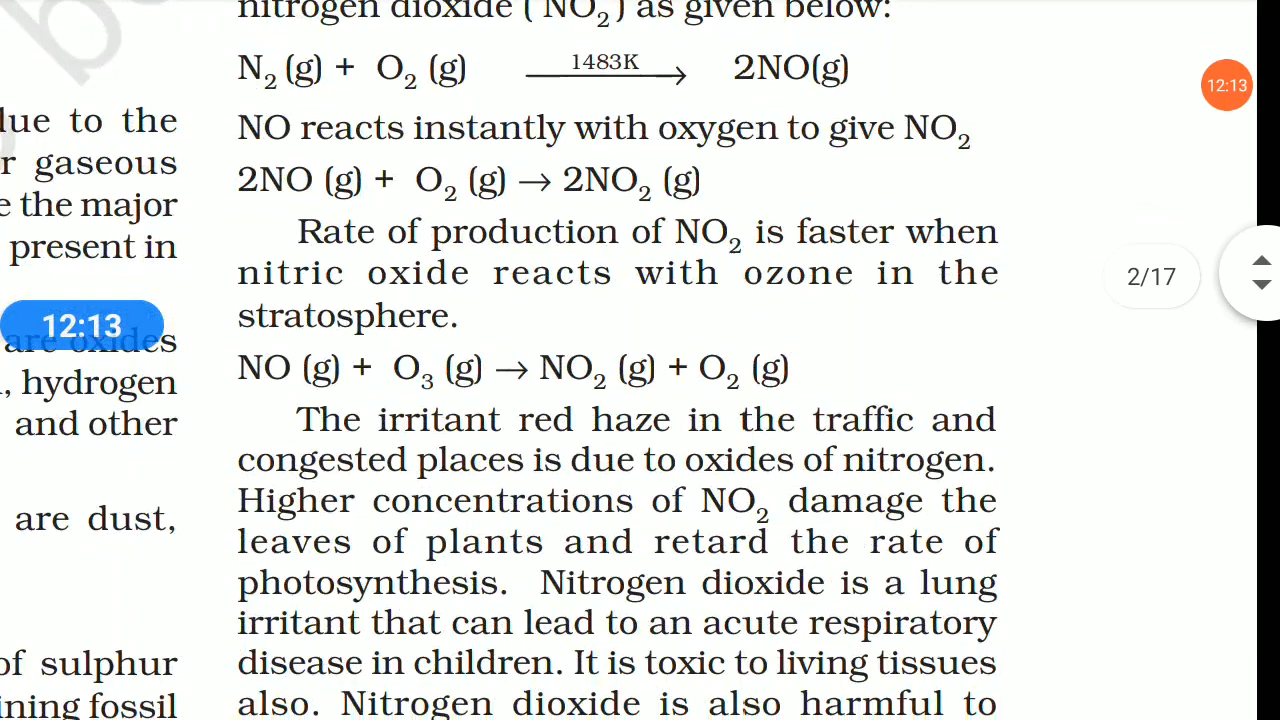 nitrogen dioxide ( NO2 ) as given below:
N2 (g) + O2 (g) 1483K → 2NO(g)
NO reacts instantly with oxygen to give NO2
2NO (g) + O2 (g) → 2NO2 (g)
Rate of production of NO2 is faster when
nitric oxide reacts with ozone in the
stratosphere.
NO (g) + O3 (g) → NO2 (g) + O2 (g)
The irritant red haze in the traffic and
congested places is due to oxides of nitrogen.
Higher concentrations of NO2 damage the
leaves of plants and retard the rate of
photosynthesis. Nitrogen dioxide is a lung
irritant that can lead to an acute respiratory
disease in children. It is toxic to living tissues
also. Nitrogen dioxide is also harmful to
due to the
gaseous
the major
present in
12:13
are oxides
, hydrogen
and other
are dust,
of sulphur
fossil
12:13
2/17